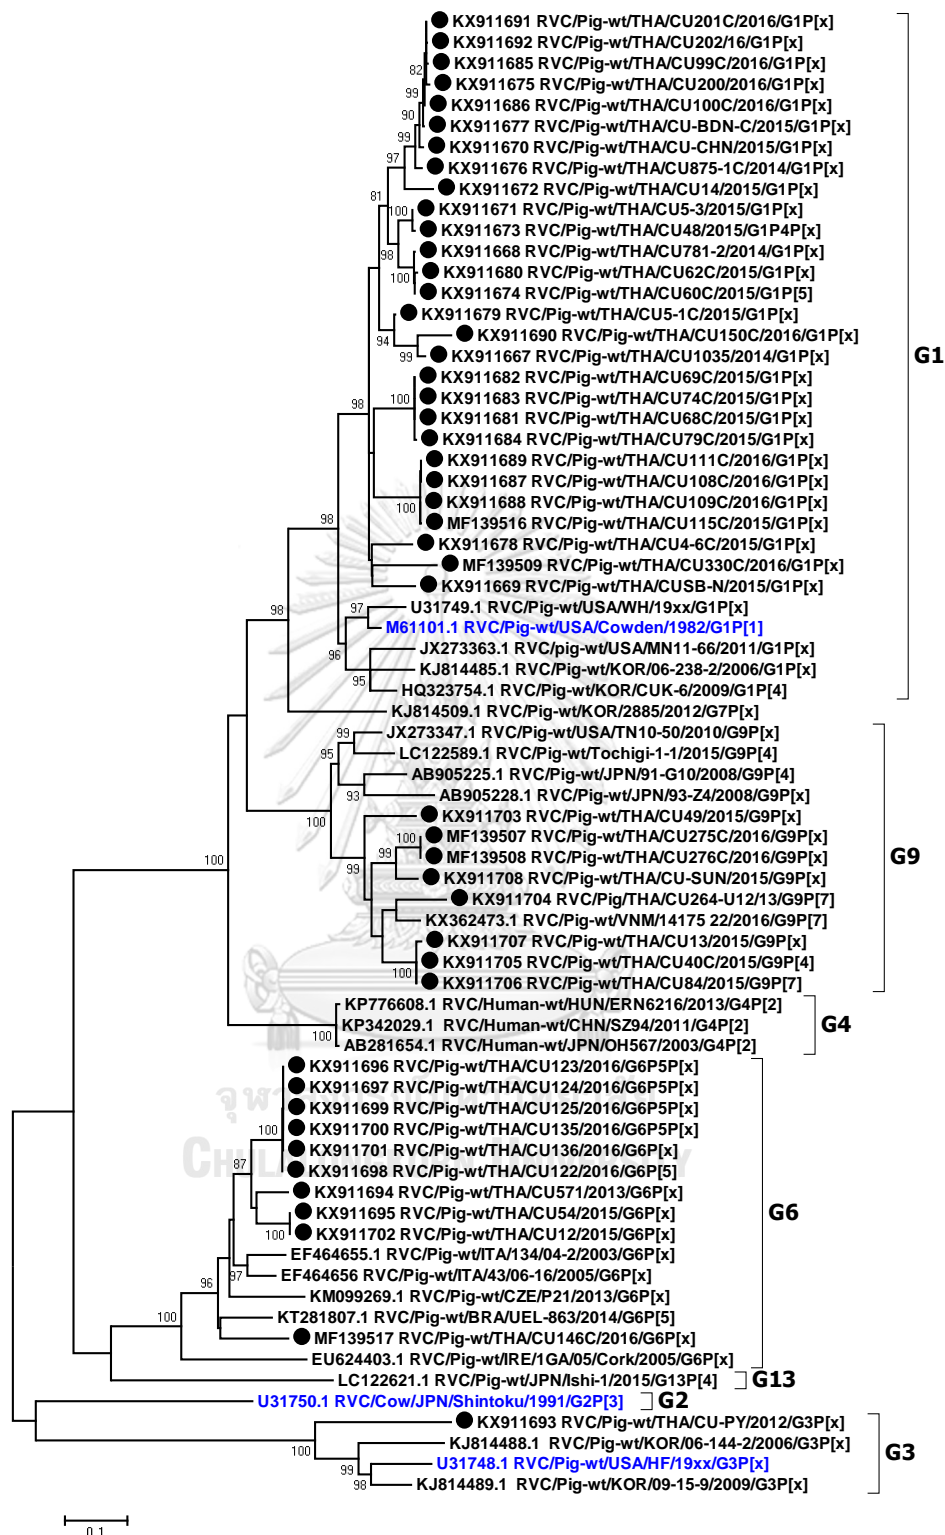 KX911691 RVC/Pig-wt/THA/CU201C/2016/G1P[x]
KX911692 RVC/Pig-wt/THA/CU202/16/G1P[x]
KX911685 RVC/Pig-wt/THA/CU99C/2016/G1P[x]
82
KX911675 RVC/Pig-wt/THA/CU200/2016/G1P[x]
99
KX911686 RVC/Pig-wt/THA/CU100C/2016/G1P[x]
90
KX911677 RVC/Pig-wt/THA/CU-BDN-C/2015/G1P[x]
99
KX911670 RVC/Pig-wt/THA/CU-CHN/2015/G1P[x]
97
KX911676 RVC/Pig-wt/THA/CU875-1C/2014/G1P[x]
KX911672 RVC/Pig-wt/THA/CU14/2015/G1P[x]
81
100
KX911671 RVC/Pig-wt/THA/CU5-3/2015/G1P[x]
KX911673 RVC/Pig-wt/THA/CU48/2015/G1P4P[x]
98
KX911668 RVC/Pig-wt/THA/CU781-2/2014/G1P[x]
KX911680 RVC/Pig-wt/THA/CU62C/2015/G1P[x]
100
KX911674 RVC/Pig-wt/THA/CU60C/2015/G1P[5]
KX911679 RVC/Pig-wt/THA/CU5-1C/2015/G1P[x]
94
KX911690 RVC/Pig-wt/THA/CU150C/2016/G1P[x]
99
KX911667 RVC/Pig-wt/THA/CU1035/2014/G1P[x]
G1
KX911682 RVC/Pig-wt/THA/CU69C/2015/G1P[x]
100
KX911683 RVC/Pig-wt/THA/CU74C/2015/G1P[x]
98
KX911681 RVC/Pig-wt/THA/CU68C/2015/G1P[x]
KX911684 RVC/Pig-wt/THA/CU79C/2015/G1P[x]
KX911689 RVC/Pig-wt/THA/CU111C/2016/G1P[x]
KX911687 RVC/Pig-wt/THA/CU108C/2016/G1P[x]
100
KX911688 RVC/Pig-wt/THA/CU109C/2016/G1P[x]
98
MF139516 RVC/Pig-wt/THA/CU115C/2015/G1P[x]
KX911678 RVC/Pig-wt/THA/CU4-6C/2015/G1P[x]
MF139509 RVC/Pig-wt/THA/CU330C/2016/G1P[x]
KX911669 RVC/Pig-wt/THA/CUSB-N/2015/G1P[x]
98
97
U31749.1 RVC/Pig-wt/USA/WH/19xx/G1P[x]
M61101.1 RVC/Pig-wt/USA/Cowden/1982/G1P[1]
96
JX273363.1 RVC/pig-wt/USA/MN11-66/2011/G1P[x]
KJ814485.1 RVC/Pig-wt/KOR/06-238-2/2006/G1P[x]
95
HQ323754.1 RVC/Pig-wt/KOR/CUK-6/2009/G1P[4]
KJ814509.1 RVC/Pig-wt/KOR/2885/2012/G7P[x]
99
JX273347.1 RVC/Pig-wt/USA/TN10-50/2010/G9P[x]
95
LC122589.1 RVC/Pig-wt/Tochigi-1-1/2015/G9P[4]
AB905225.1 RVC/Pig-wt/JPN/91-G10/2008/G9P[4]
93
AB905228.1 RVC/Pig-wt/JPN/93-Z4/2008/G9P[x]
100
KX911703 RVC/Pig-wt/THA/CU49/2015/G9P[x]
100
MF139507 RVC/Pig-wt/THA/CU275C/2016/G9P[x]
99
MF139508 RVC/Pig-wt/THA/CU276C/2016/G9P[x]
G9
100
99
KX911708 RVC/Pig-wt/THA/CU-SUN/2015/G9P[x]
KX911704 RVC/Pig/THA/CU264-U12/13/G9P[7]
KX362473.1 RVC/Pig-wt/VNM/14175 22/2016/G9P[7]
KX911707 RVC/Pig-wt/THA/CU13/2015/G9P[x]
KX911705 RVC/Pig-wt/THA/CU40C/2015/G9P[4]
100
KX911706 RVC/Pig-wt/THA/CU84/2015/G9P[7]
KP776608.1 RVC/Human-wt/HUN/ERN6216/2013/G4P[2]
KP342029.1 RVC/Human-wt/CHN/SZ94/2011/G4P[2]
G4
100
AB281654.1 RVC/Human-wt/JPN/OH567/2003/G4P[2]
KX911696 RVC/Pig-wt/THA/CU123/2016/G6P5P[x]
KX911697 RVC/Pig-wt/THA/CU124/2016/G6P5P[x]
จุฬาลงกรณ์มหาวิทยาลัย
KX911699 RVC/Pig-wt/THA/CU125/2016/G6P5P[x]
100
KX911700 RVC/Pig-wt/THA/CU135/2016/G6P5P[x]
KX911701 RVC/Pig-wt/THA/CU136/2016/G6P[x]
CHULALONGKORN UNIVERSITY
87
KX911698 RVC/Pig-wt/THA/CU122/2016/G6P[5]
KX911694 RVC/Pig-wt/THA/CU571/2013/G6P[x]
KX911695 RVC/Pig-wt/THA/CU54/2015/G6P[x]
G6
100
KX911702 RVC/Pig-wt/THA/CU12/2015/G6P[x]
EF464655.1 RVC/Pig-wt/ITA/134/04-2/2003/G6P[x]
97
EF464656 RVC/Pig-wt/ITA/43/06-16/2005/G6P[x]
96
KM099269.1 RVC/Pig-wt/CZE/P21/2013/G6P[x]
100
KT281807.1 RVC/Pig-wt/BRA/UEL-863/2014/G6P[5]
MF139517 RVC/Pig-wt/THA/CU146C/2016/G6P[x]
EU624403.1 RVC/Pig-wt/IRE/1GA/05/Cork/2005/G6P[x]
LC122621.1 RVC/Pig-wt/JPN/Ishi-1/2015/G13P[4]
G13
U31750.1 RVC/Cow/JPN/Shintoku/1991/G2P[3]
G2
KX911693 RVC/Pig-wt/THA/CU-PY/2012/G3P[x]
100
KJ814488.1 RVC/Pig-wt/KOR/06-144-2/2006/G3P[x]
G3
99
U31748.1 RVC/Pig-wt/USA/HF/19xx/G3P[x]
98
KJ814489.1 RVC/Pig-wt/KOR/09-15-9/2009/G3P[x]
0.1